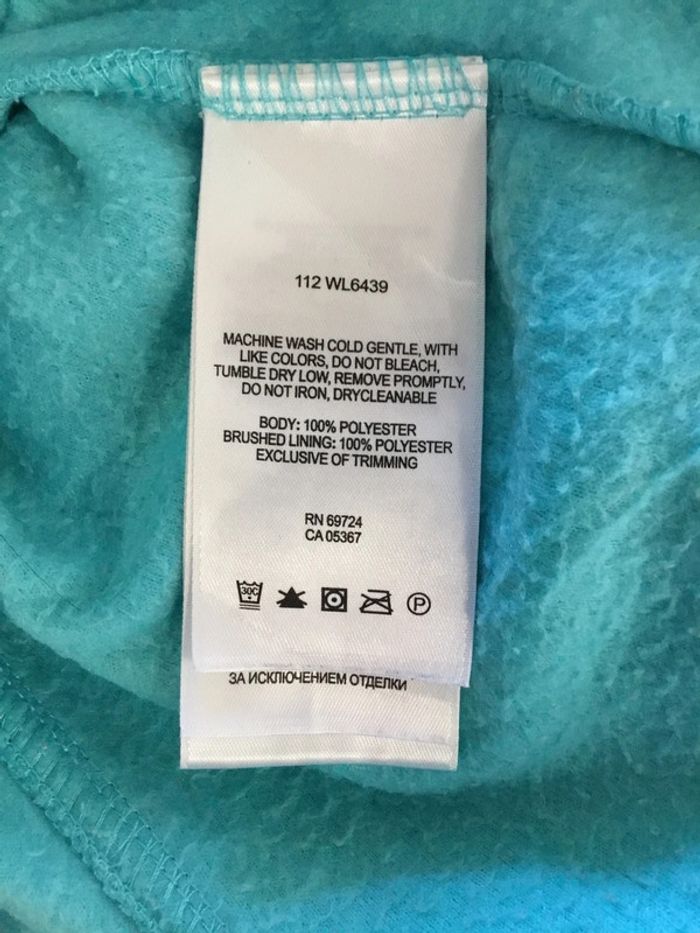 112 WL6439
MACHINE WASH COLD GENTLE, WITH
LIKE COLORS, DO NOT BLEACH,
TUMBLE DRY LOW, REMOVE PROMPTLY,
DO NOT IRON, DRYCLEANABLE
BODY: 100% POLYESTER
BRUSHED LINING: 100% POLYESTER
EXCLUSIVE OF TRIMMING
RN 69724
CA 05367
30C P
ЗА ИСКЛЮЧЕНИЕМ ОТДЕЛКИ